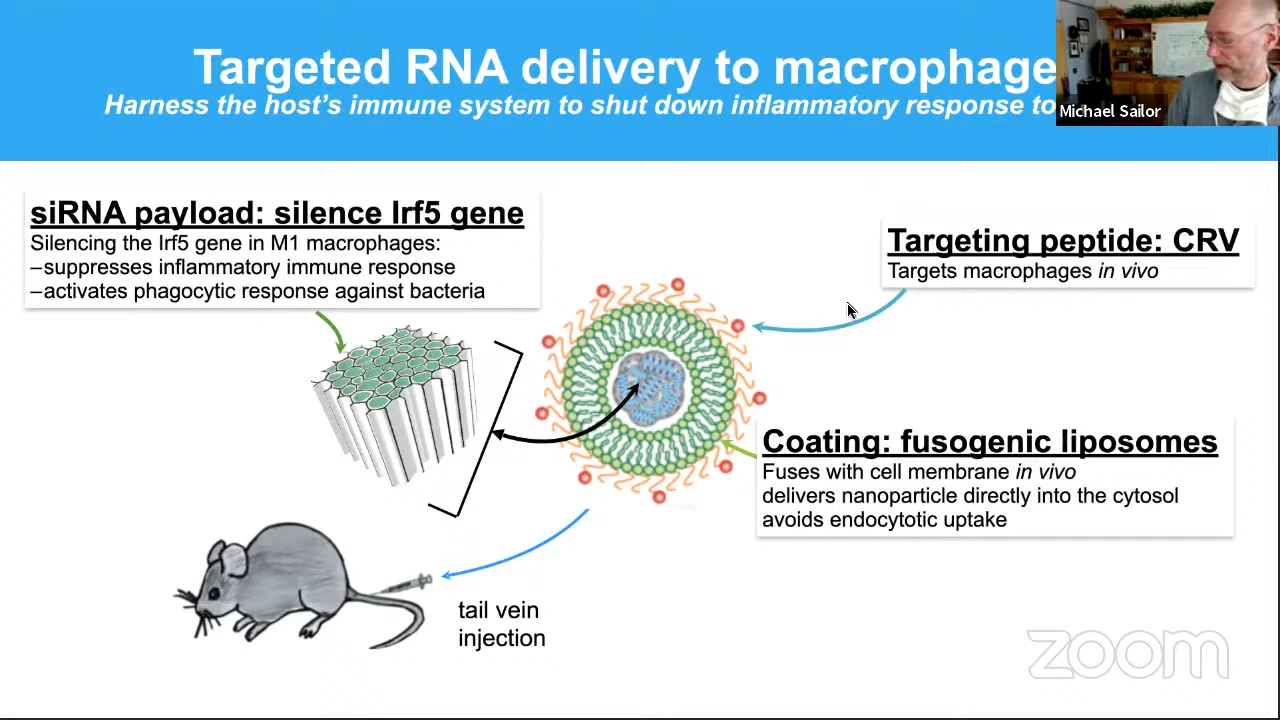 Targeted RNA delivery to macrophage
Harness the host's immune system to shut down inflammatory response to
Michael Sailor
siRNA payload: silence Irf5 gene
Silencing the Irf5 gene in M1 macrophages:
–suppresses inflammatory immune response
–activates phagocytic response against bacteria
Targeting peptide: CRV
Targets macrophages in vivo
Coating: fusogenic liposomes
Fuses with cell membrane in vivo
delivers nanoparticle directly into the cytosol
avoids endocytotic uptake
tail vein
injection
zoom